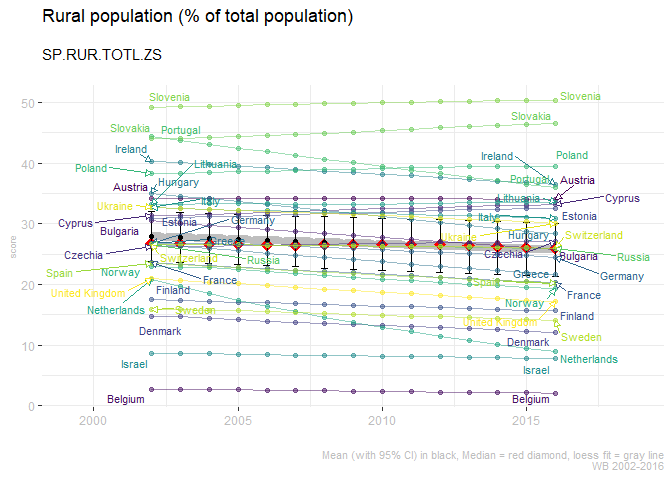 Rural population (% of total population)
SP.RUR.TOTL.ZS
score
50
40
30
20
10
0
Slovenia
Slovenia
Slovakia
Portugal
Slovakia
Ireland
Lithuania
Ireland
Poland
Poland
Hungary
Portugal
Austria
Austria
Ukraine
Italy
Lithuania
Cyprus
Cyprus
Estonia
Germany
Italy
Estonia
Bulgaria
Ukraine
Hungary
Switzerland
Greece
Czechia
Switzerland
Russia
Czechia
Bulgaria
Russia
Spain
Norway
France
Spain
Greece
Germany
United Kingdom
Finland
Norway
France
Netherlands
Sweden
United Kingdom
Finland
Denmark
Denmark
Sweden
Israel
Israel
Netherlands
Belgium
Belgium
2000
2005
2010
2015
Mean (with 95% CI) in black, Median = red diamond, loess fit = gray line
WB 2002-2016